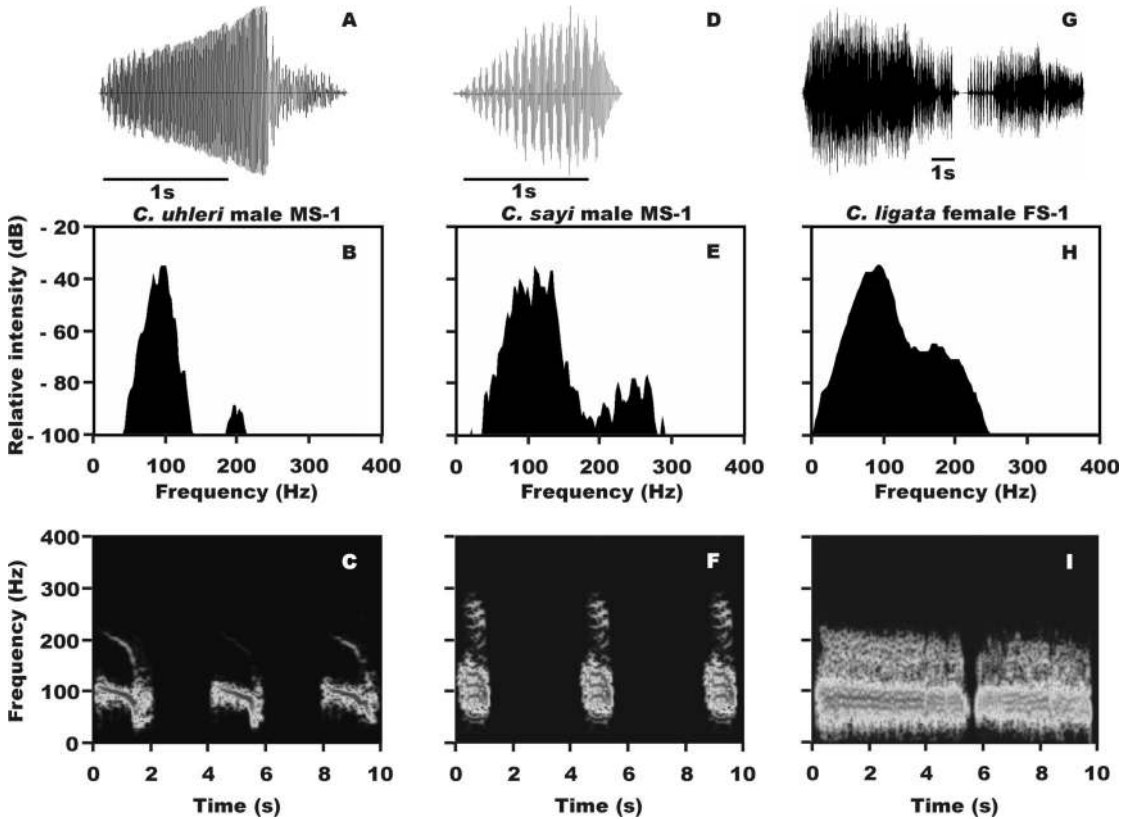 A D G
1s 1s 1s
C. uhleri male MS-1 C. sayi male MS-1 C. ligata female FS-1
Relative intensity (dB)
- 20
- 40
- 60
- 80
- 100
B E H
0 100 200 300 400 0 100 200 300 400 0 100 200 300 400
Frequency (Hz) Frequency (Hz) Frequency (Hz)
Frequency (Hz)
400
300
200
100
0
C F I
0 2 4 6 8 10 0 2 4 6 8 10 0 2 4 6 8 10
Time (s) Time (s) Time (s)